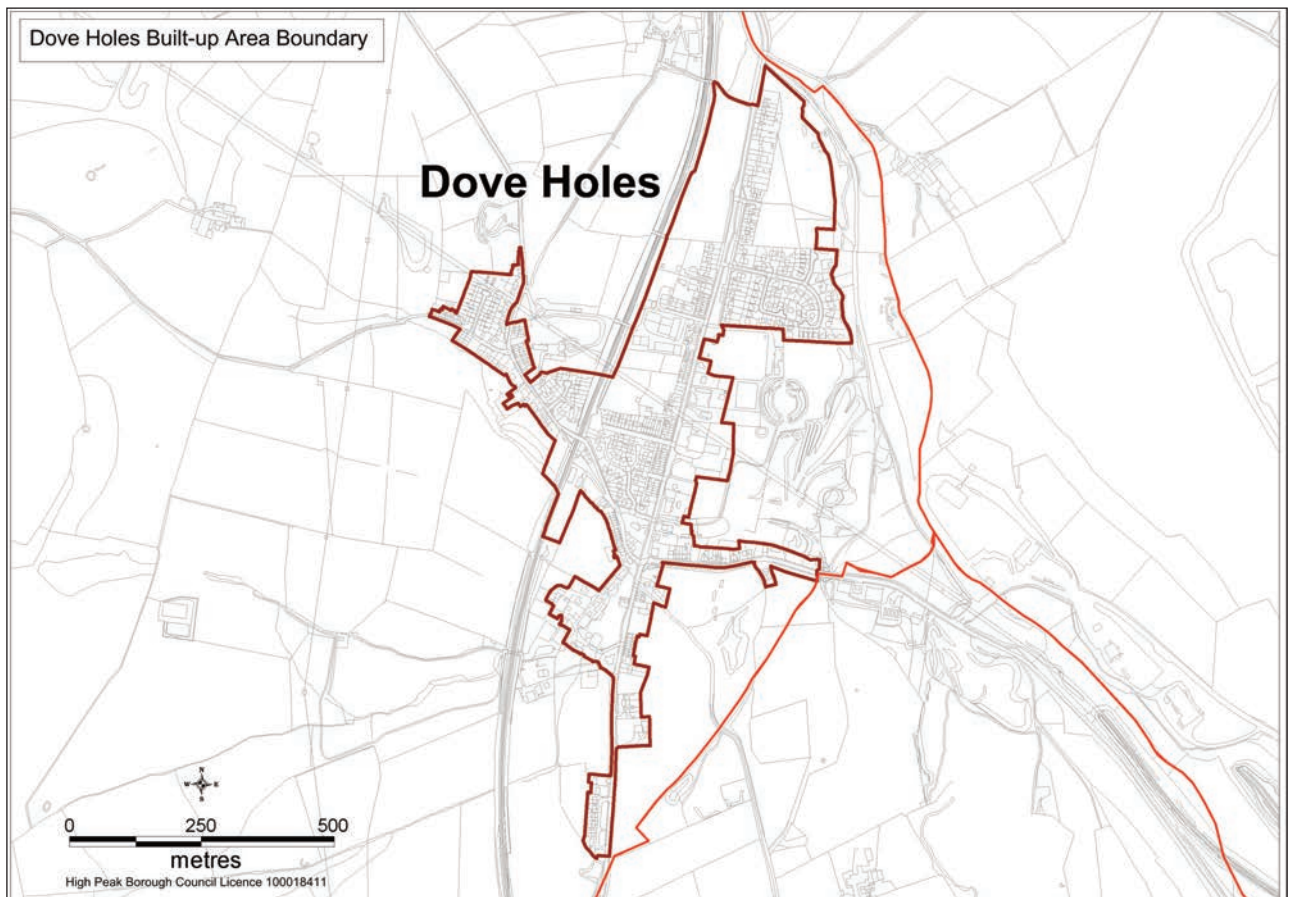 Dove Holes Built-up Area Boundary
Dove Holes
N
W E
S
0 250 500
metres
High Peak Borough Council Licence 100018411